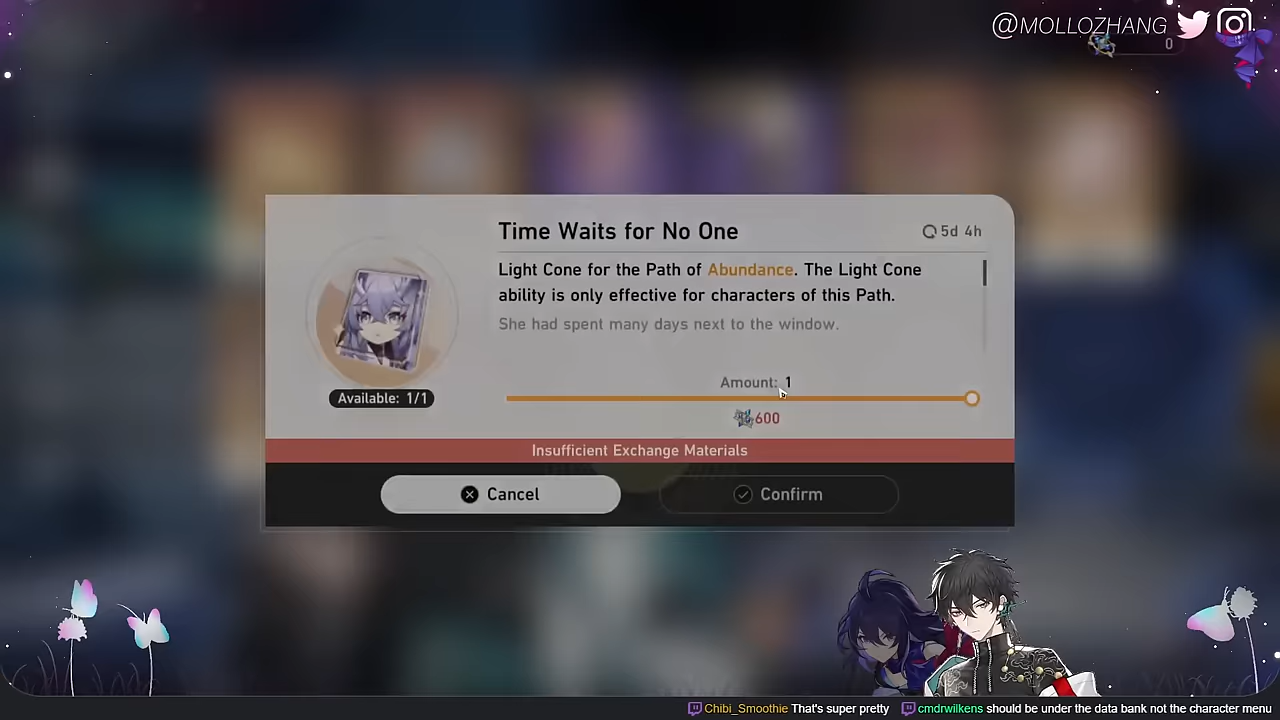 @MOLLOZHANG
0
Time Waits for No One
5d 4h
Light Cone for the Path of Abundance. The Light Cone
ability is only effective for characters of this Path.
She had spent many days next to the window.
Available: 1/1
Amount: 1
600
Insufficient Exchange Materials
Cancel
Confirm
Chibi_Smoothie That's super pretty
cmdrwilkens should be under the data bank not the character menu